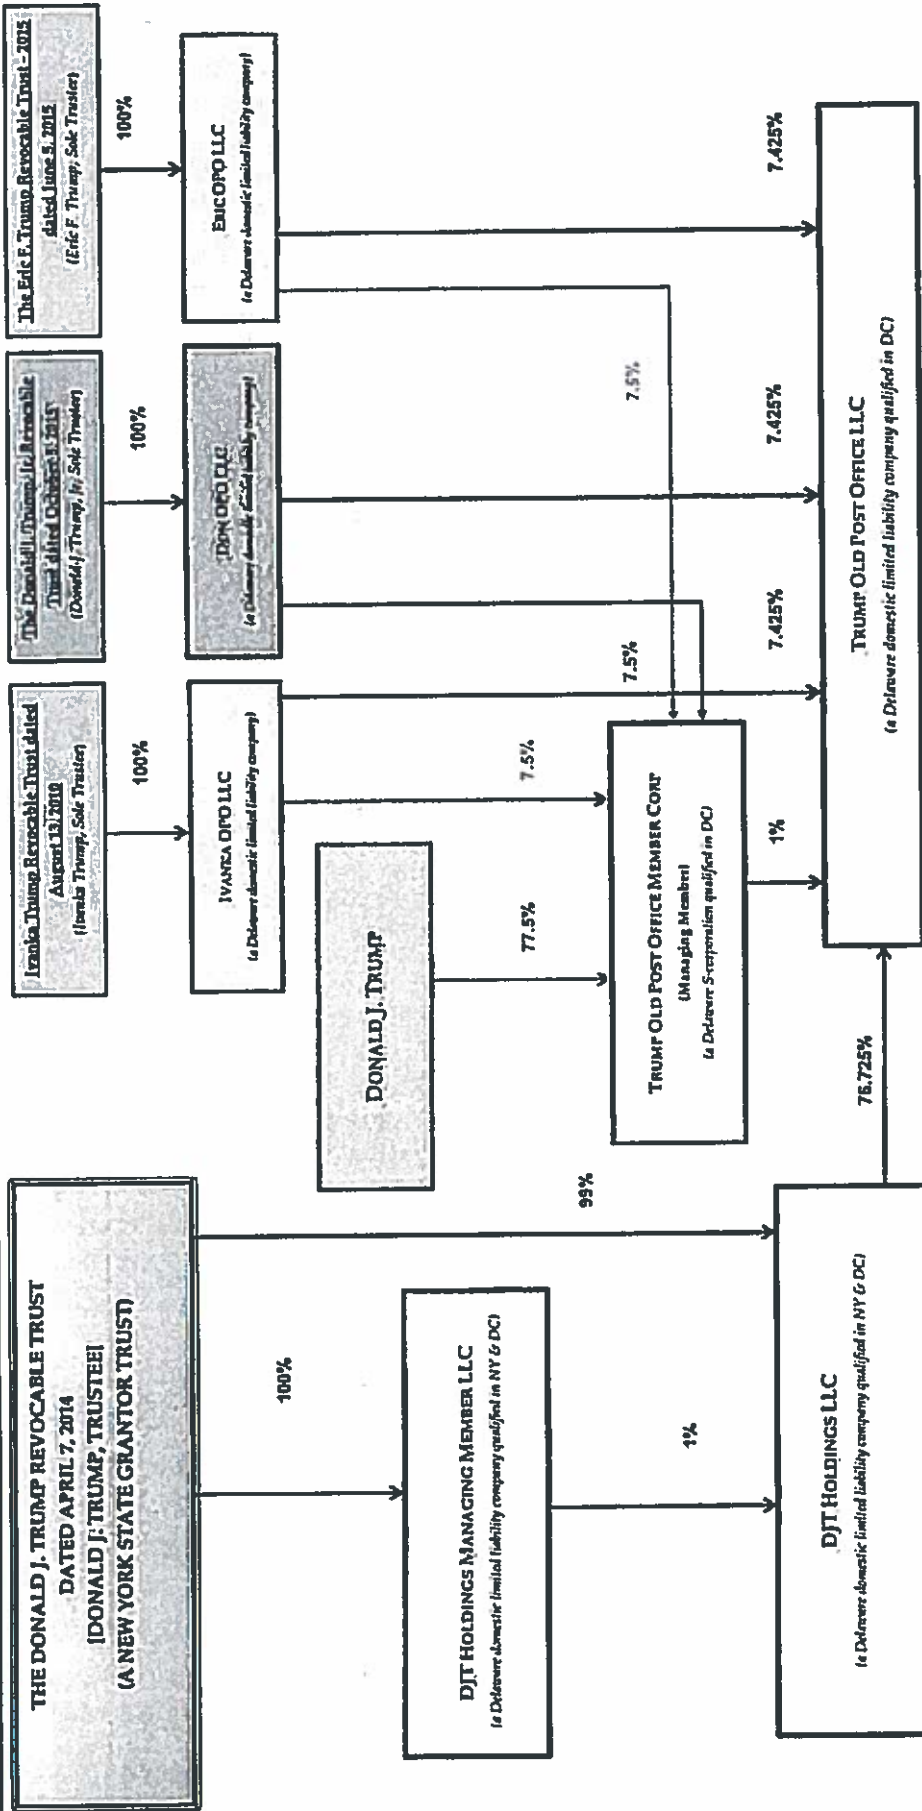 THE DONALD J. TRUMP REVOCABLE TRUST
DATED APRIL 7, 2014
[DONALD J. TRUMP, TRUSTEE]
(A NEW YORK STATE GRANTOR TRUST)
100%
99%
DJT HOLDINGS MANAGING MEMBER LLC
(a Delaware domestic limited liability company qualified in NY & DC)
1%
DJT HOLDINGS LLC
(a Delaware domestic limited liability company qualified in NY & DC)
76.725%
Ivanka Trump Revocable Trust dated
August 13, 2010
(Ivanka Trump, Sole Trustee)
100%
IVANKA OPO LLC
(a Delaware domestic limited liability company)
The Donald J. Trump, Jr. Revocable
Trust dated October 5, 2015
(Donald J. Trump, Jr. Sole Trustee)
100%
DON OPO LLC
(a Delaware domestic limited liability company)
The Eric F. Trump Revocable Trust - 2015
dated June 5, 2015
(Eric F. Trump, Sole Trustee)
100%
ERIC OPO LLC
(a Delaware domestic limited liability company)
DONALD J. TRUMP
77.5%
7.5%
7.5%
7.5%
TRUMP OLD POST OFFICE MEMBER CORP
(Managing Member)
(a Delaware S-corporation qualified in DC)
1%
7.425%
7.425%
7.425%
TRUMP OLD POST OFFICE LLC
(a Delaware domestic limited liability company qualified in DC)